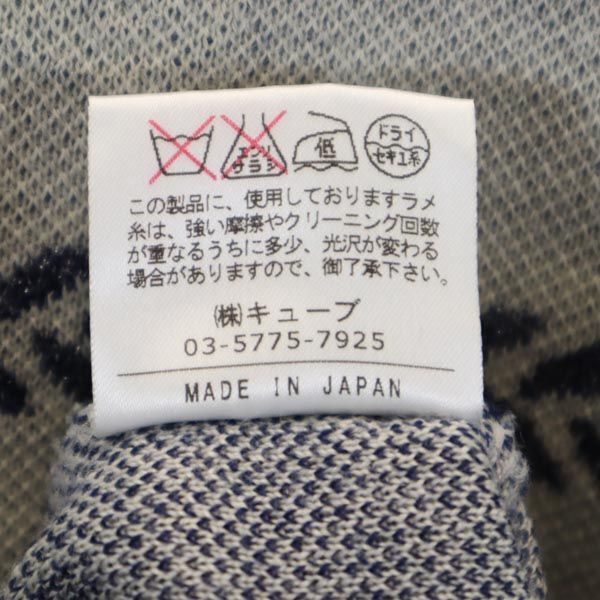 エンソ
サラシ
低
ドライ
セキユ系
この製品に、使用しておりますラメ
糸は、強い摩擦やクリーニング回数
が重なるうちに多少、光沢が変わる
場合がありますので、御了承下さい。
㈱キューブ
03-5775-7925
MADE IN JAPAN